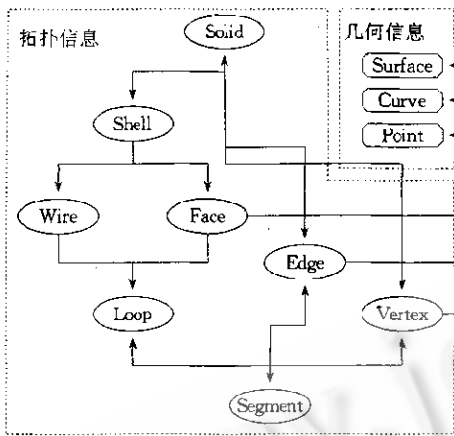 拓扑信息
Solid
几何信息
Surface
Curve
Point
Shell
Wire
Face
Edge
Loop
Vertex
Segment